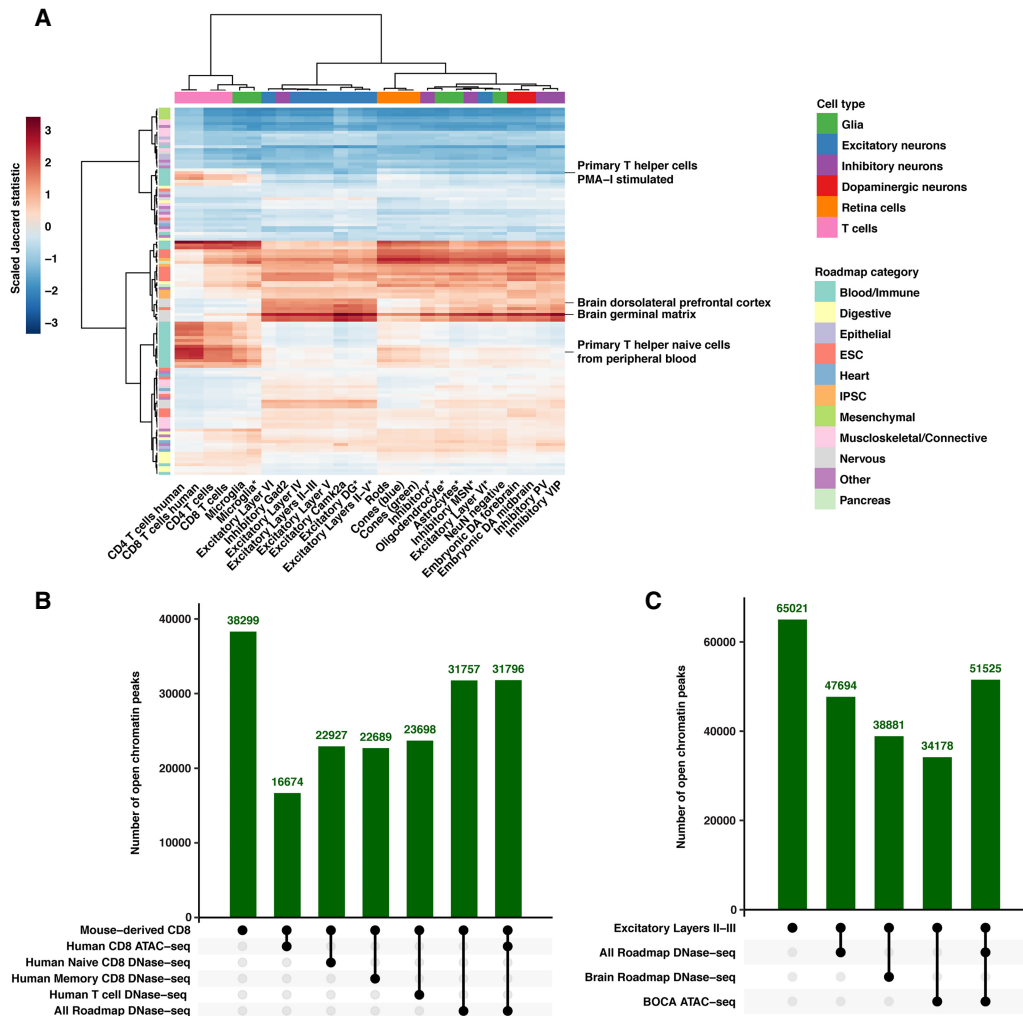 A
Scaled Jaccard statistic
3
2
1
0
−1
−2
−3
Primary T helper cells
PMA−I stimulated
Brain dorsolateral prefrontal cortex
Brain germinal matrix
Primary T helper naive cells
from peripheral blood
Cell type
Glia
Excitatory neurons
Inhibitory neurons
Dopaminergic neurons
Retina cells
T cells
Roadmap category
Blood/Immune
Digestive
Epithelial
ESC
Heart
IPSC
Mesenchymal
Muscloskeletal/Connective
Nervous
Other
Pancreas
CD4 T cells human
CD8 T cells human
CD4 T cells
CD8 T cells
Microglia
Microglia*
Excitatory Layer VI
Inhibitory Gad2
Excitatory Layer IV
Excitatory Layers II−III
Excitatory Layer V
Excitatory Camk2a
Excitatory DG*
Excitatory Layers II−V*
Rods
Cones (blue)
Cones (green)
Inhibitory*
Oligodendrocyte*
Astrocytes*
Inhibitory MSN*
Excitatory Layer VI*
NeuN negative
Embryonic DA forebrain
Embryonic DA midbrain
Inhibitory PV
Inhibitory VIP
B
Number of open chromatin peaks
40000
30000
20000
10000
0
38299
16674
22927
22689
23698
31757
31796
Mouse−derived CD8
Human CD8 ATAC−seq
Human Naive CD8 DNase−seq
Human Memory CD8 DNase−seq
Human T cell DNase−seq
All Roadmap DNase−seq
C
Number of open chromatin peaks
60000
40000
20000
0
65021
47694
38881
34178
51525
Excitatory Layers II−III
All Roadmap DNase−seq
Brain Roadmap DNase−seq
BOCA ATAC−seq